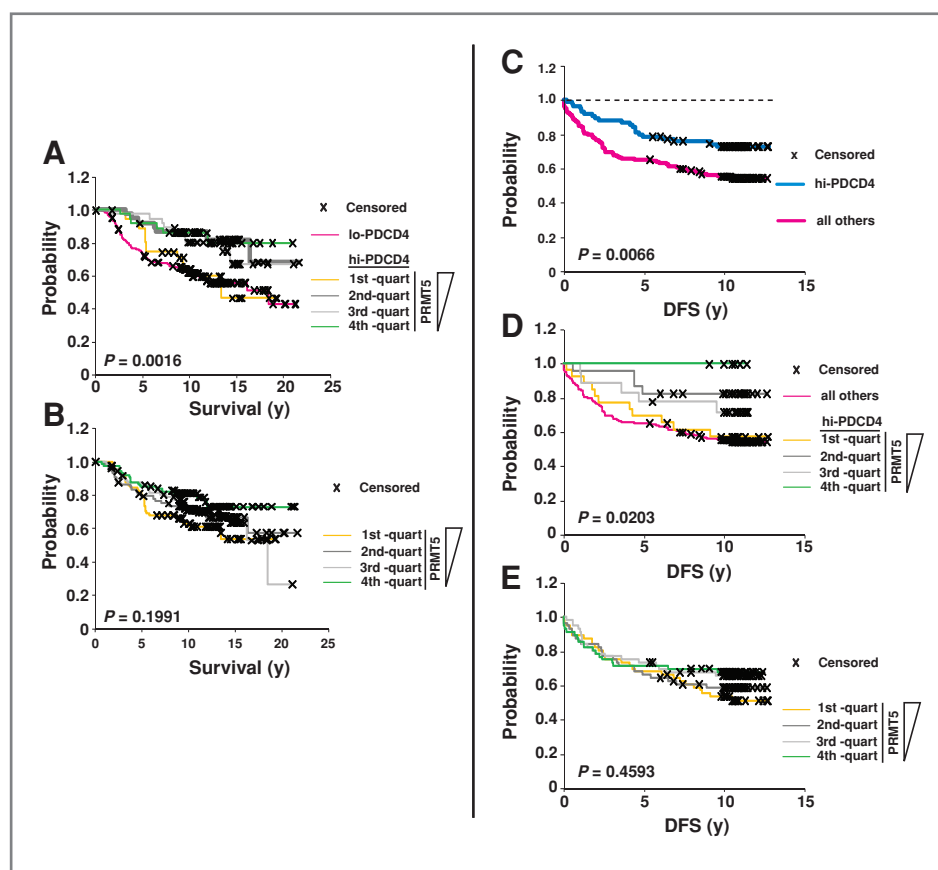 A
Probability
1.2
1.0
0.8
0.6
0.4
0.2
0
0 5 10 15 20 25
Survival (y)
P = 0.0016
x Censored
lo-PDCD4
hi-PDCD4
1st -quart
2nd-quart
3rd -quart
4th -quart
PRMT5
B
Probability
1.2
1.0
0.8
0.6
0.4
0.2
0
0 5 10 15 20 25
Survival (y)
P = 0.1991
x Censored
1st -quart
2nd-quart
3rd -quart
4th -quart
PRMT5
C
Probability
1.2
1.0
0.8
0.6
0.4
0.2
0
0 5 10 15
DFS (y)
P = 0.0066
x Censored
hi-PDCD4
all others
D
Probability
1.2
1.0
0.8
0.6
0.4
0.2
0
0 5 10 15
DFS (y)
P = 0.0203
x Censored
all others
hi-PDCD4
1st -quart
2nd-quart
3rd -quart
4th -quart
PRMT5
E
Probability
1.2
1.0
0.8
0.6
0.4
0.2
0
0 5 10 15
DFS (y)
P = 0.4593
x Censored
1st -quart
2nd-quart
3rd -quart
4th -quart
PRMT5